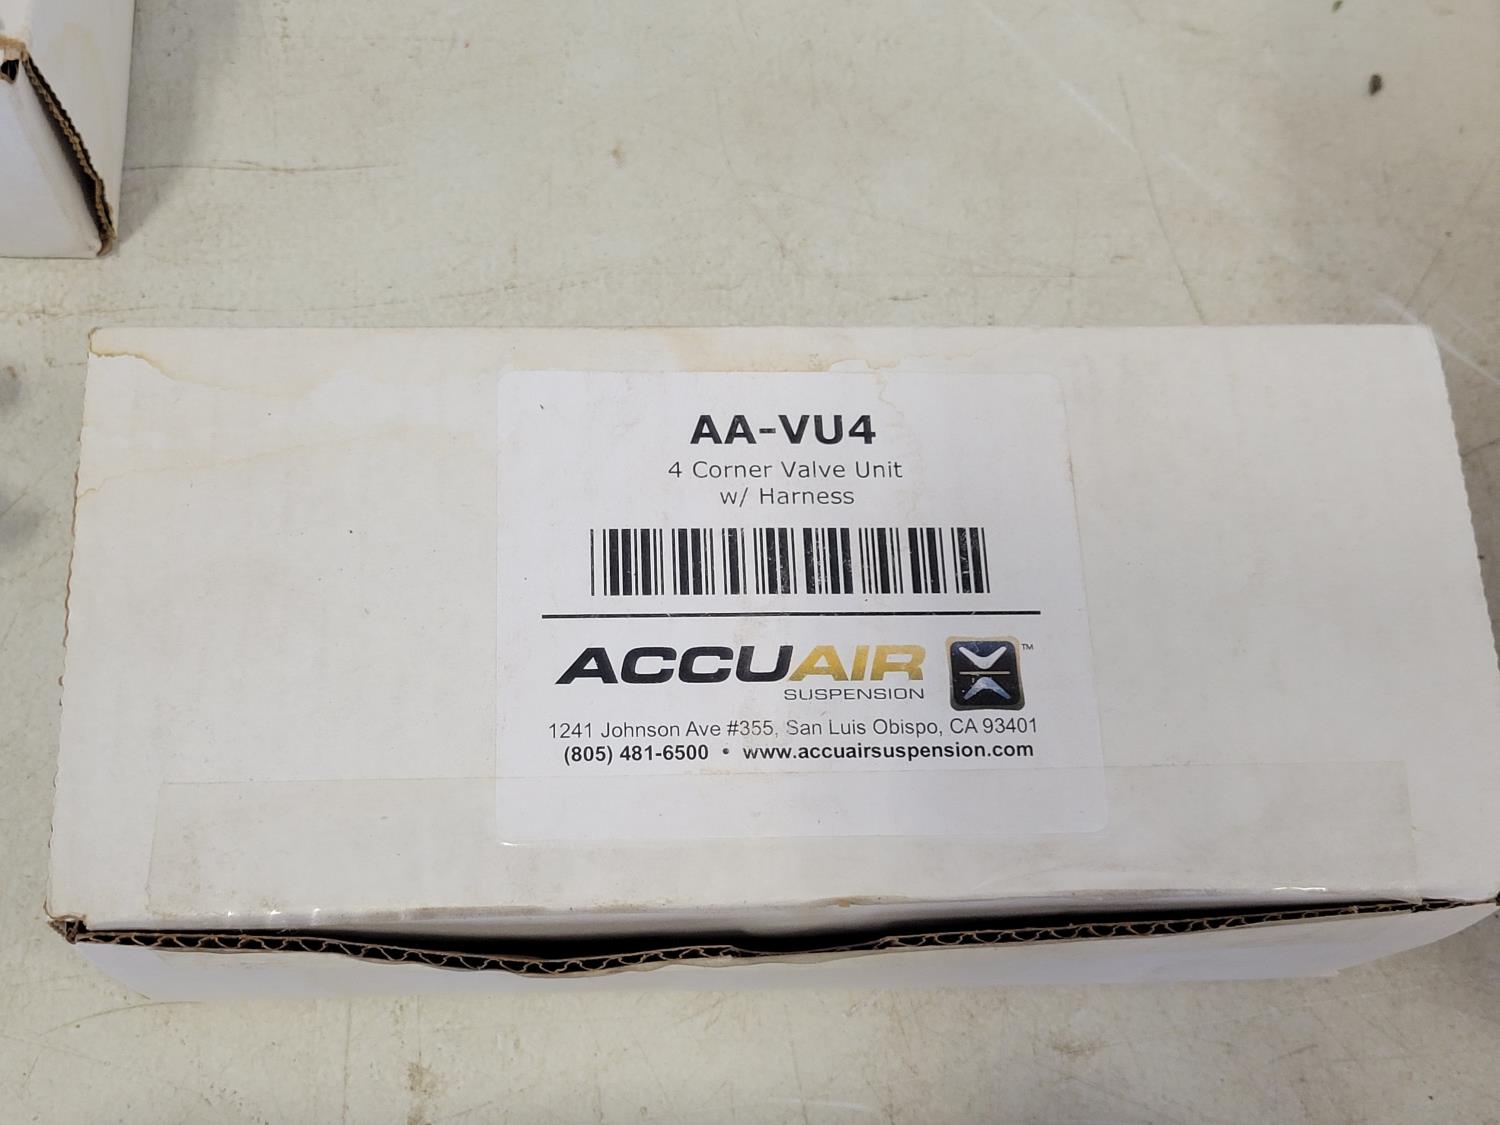 AA-VU4
4 Corner Valve Unit
w/ Harness
ACCUAIR ™
SUSPENSION
1241 Johnson Ave #355, San Luis Obispo, CA 93401
(805) 481-6500 • www.accuairsuspension.com